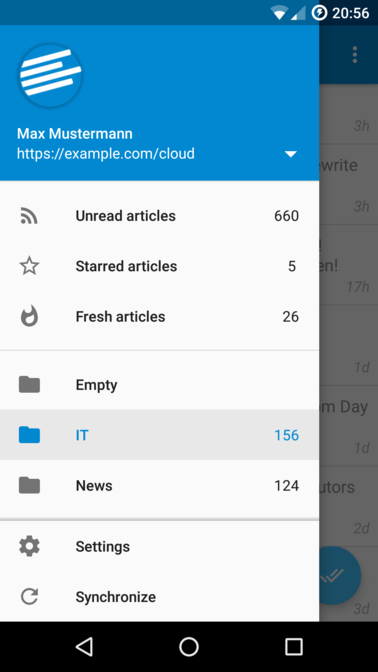 20:56
Max Mustermann
https://example.com/cloud
3h
ewrite
Unread articles 660
3h
Starred articles 5
en!
17h
Fresh articles 26
1d
Empty
m Day
IT 156
1d
News 124
utors
2d
Settings
Synchronize
3d